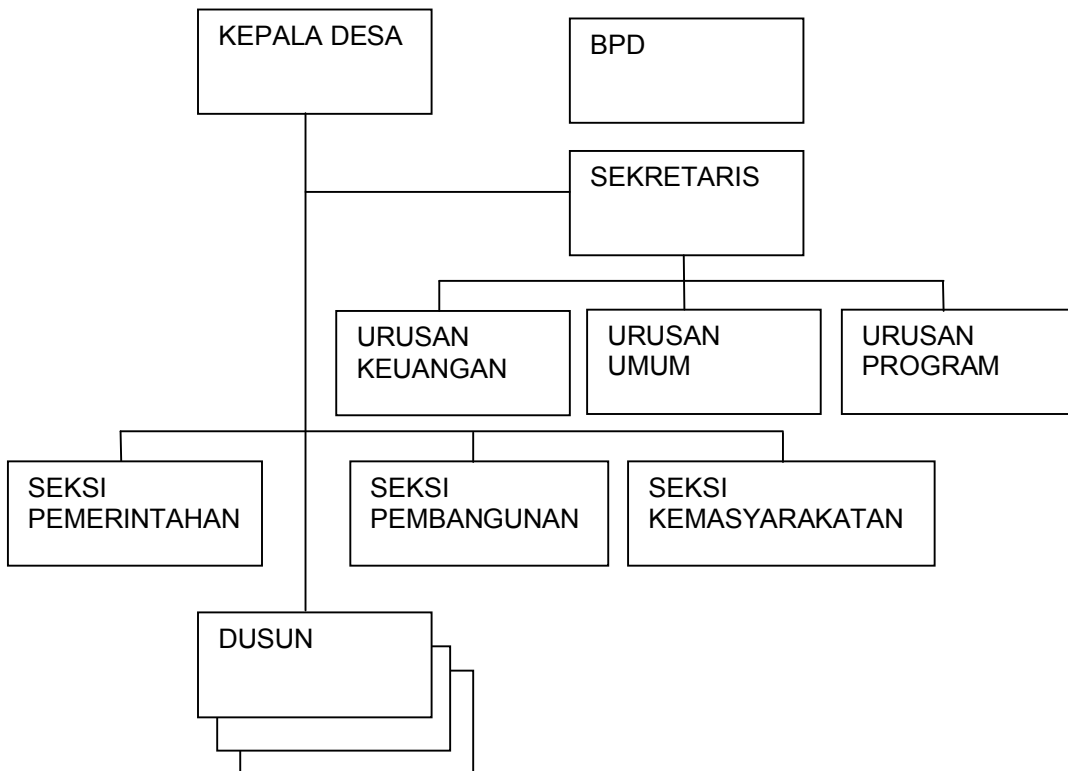 KEPALA DESA
BPD
SEKRETARIS
URUSAN
KEUANGAN
URUSAN
UMUM
URUSAN
PROGRAM
SEKSI
PEMERINTAHAN
SEKSI
PEMBANGUNAN
SEKSI
KEMASYARAKATAN
DUSUN